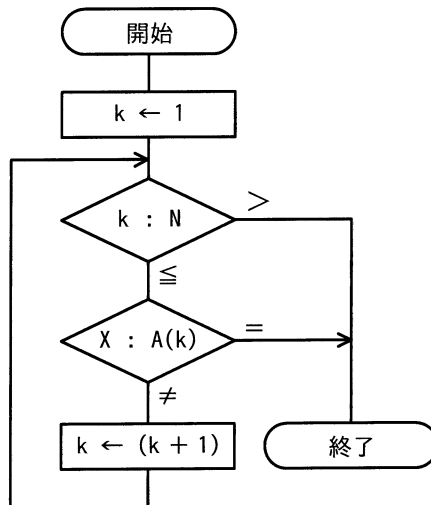 開始
k ← 1
k : N
>
≦
X : A(k)
=
≠
k ← (k + 1)
終了